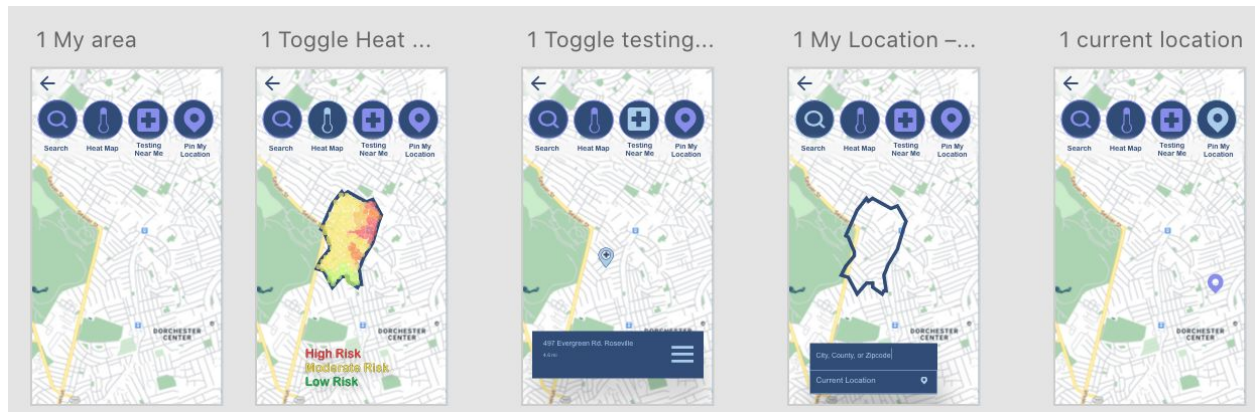 1 My area
1 Toggle Heat ...
1 Toggle testing...
1 My Location –...
1 current location
Search
Heat Map
Testing
Near Me
Pin My
Location
DORCHESTER
CENTER
Search
Heat Map
Testing
Near Me
Pin My
Location
DORCHESTER
CENTER
High Risk
Moderate Risk
Low Risk
Search
Heat Map
Testing
Near Me
Pin My
Location
DORCHESTER
CENTER
497 Evergreen Rd. Roseville
Search
Heat Map
Testing
Near Me
Pin My
Location
DORCHESTER
CENTER
City, County, or Zipcode
Current Location
Search
Heat Map
Testing
Near Me
Pin My
Location
DORCHESTER
CENTER